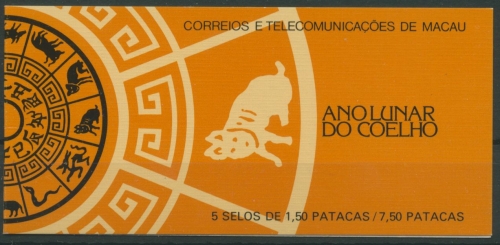 CORREIOS E TELECOMUNICAÇÕES DE MACAU
ANO LUNAR
DO COELHO
5 SELOS DE 1,50 PATACAS / 7,50 PATACAS